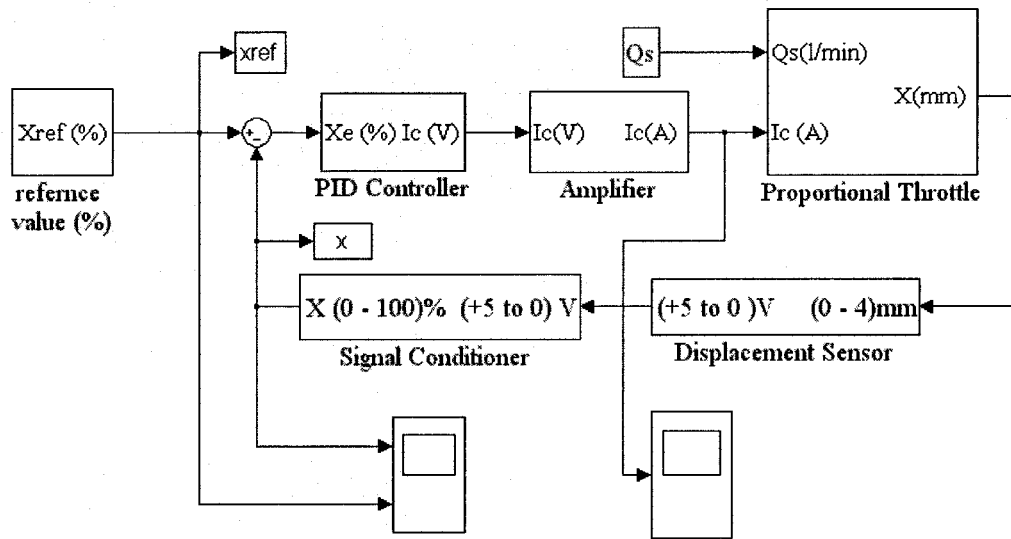 xref
Qs
Qs(l/min)
X(mm)
Ic (A)
Proportional Throttle
Xref (%)
refernce
value (%)
+
-
Xe (%) Ic (V)
PID Controller
Ic(V) Ic(A)
Amplifier
x
X (0 - 100)% (+5 to 0) V
Signal Conditioner
(+5 to 0 )V (0 - 4)mm
Displacement Sensor